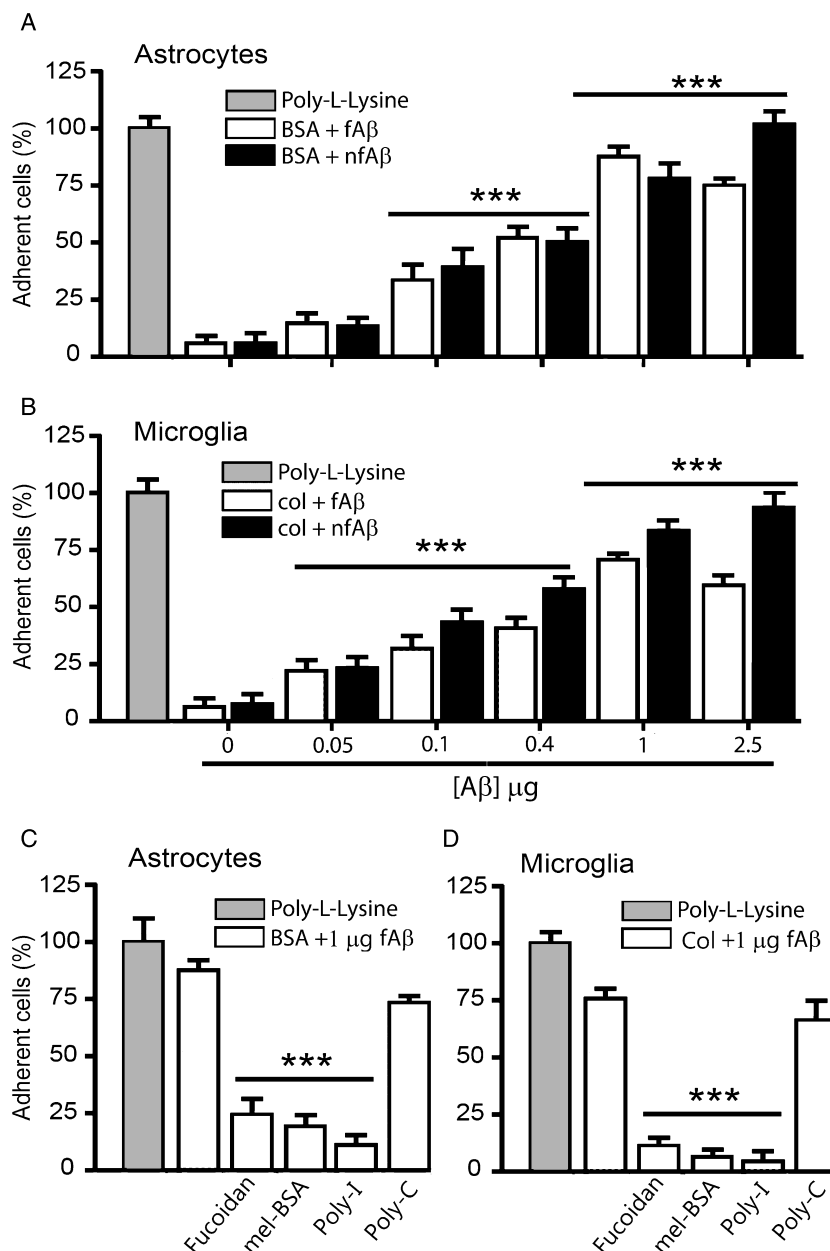 A
Astrocytes
Adherent cells (%)
125
100
75
50
25
0
Poly-L-Lysine
BSA + fAβ
BSA + nfAβ
***
***
B
Microglia
Adherent cells (%)
125
100
75
50
25
0
Poly-L-Lysine
col + fAβ
col + nfAβ
***
***
0 0.05 0.1 0.4 1 2.5
[Aβ] μg
C
Astrocytes
Adherent cells (%)
125
100
75
50
25
0
Poly-L-Lysine
BSA +1 μg fAβ
***
Fucoidan
mel-BSA
Poly-I
Poly-C
D
Microglia
125
100
75
50
25
0
Poly-L-Lysine
Col +1 μg fAβ
***
Fucoidan
mel-BSA
Poly-I
Poly-C